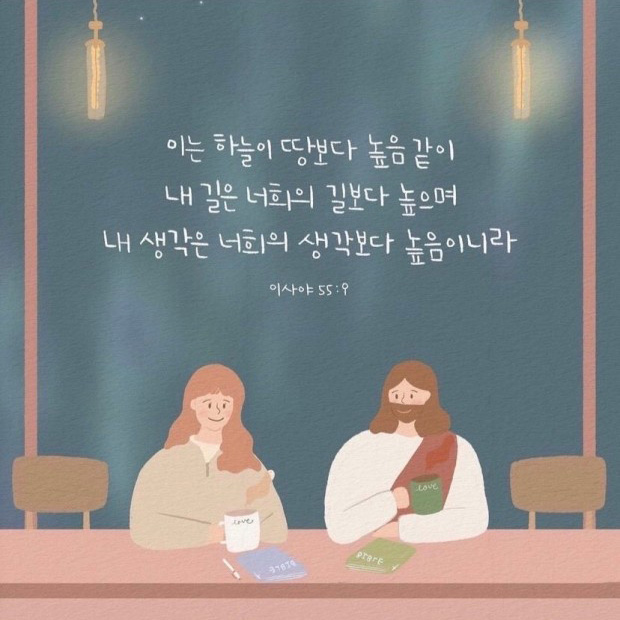 이는 하늘이 땅보다 높음 같이
내 길은 너희의 길보다 높으며
내 생각은 너희의 생각보다 높음이니라
이사야 55:9
love
love